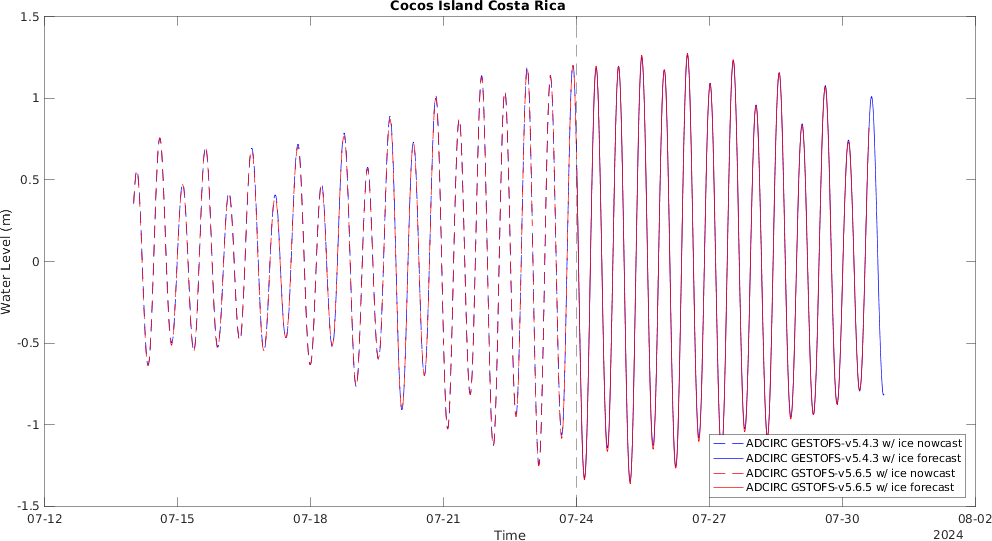 Cocos Island Costa Rica
Water Level (m)
1.5
1
0.5
0
-0.5
-1
-1.5
ADCIRC GESTOFS-v5.4.3 w/ ice nowcast
ADCIRC GESTOFS-v5.4.3 w/ ice forecast
ADCIRC GSTOFS-v5.6.5 w/ ice nowcast
ADCIRC GSTOFS-v5.6.5 w/ ice forecast
07-12 07-15 07-18 07-21 07-24 07-27 07-30 08-02
Time
2024